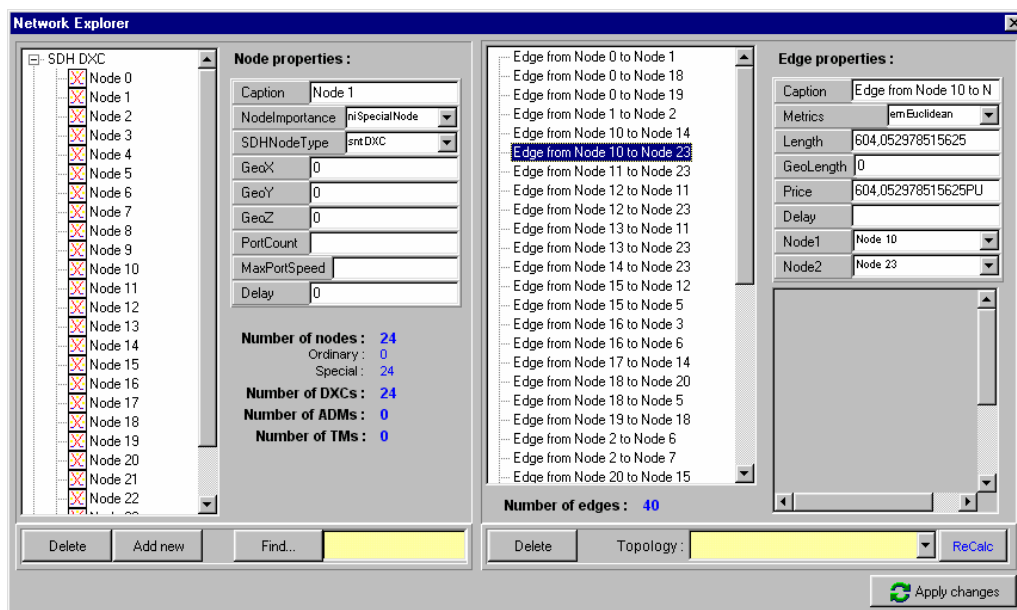 Network Explorer
SDH DXC
Node 0
Node 1
Node 2
Node 3
Node 4
Node 5
Node 6
Node 7
Node 8
Node 9
Node 10
Node 11
Node 12
Node 13
Node 14
Node 15
Node 16
Node 17
Node 18
Node 19
Node 20
Node 21
Node 22
Delete
Add new
Node properties :
Caption Node 1
NodeImportance niSpecialNode
SDHNodeType sntDXC
GeoX 0
GeoY 0
GeoZ 0
PortCount
MaxPortSpeed
Delay 0
Number of nodes : 24
Ordinary : 0
Special : 24
Number of DXCs : 24
Number of ADMs : 0
Number of TMs : 0
Find...
Edge from Node 0 to Node 1
Edge from Node 0 to Node 18
Edge from Node 0 to Node 19
Edge from Node 1 to Node 2
Edge from Node 10 to Node 14
Edge from Node 10 to Node 23
Edge from Node 11 to Node 23
Edge from Node 12 to Node 11
Edge from Node 12 to Node 23
Edge from Node 13 to Node 11
Edge from Node 13 to Node 23
Edge from Node 14 to Node 23
Edge from Node 15 to Node 12
Edge from Node 15 to Node 5
Edge from Node 16 to Node 3
Edge from Node 16 to Node 6
Edge from Node 17 to Node 14
Edge from Node 18 to Node 20
Edge from Node 18 to Node 5
Edge from Node 19 to Node 18
Edge from Node 2 to Node 6
Edge from Node 2 to Node 7
Edge from Node 20 to Node 15
Number of edges : 40
Edge properties :
Caption Edge from Node 10 to N
Metrics emEuclidean
Length 604,052978515625
GeoLength 0
Price 604,052978515625PU
Delay
Node1 Node 10
Node2 Node 23
Delete
Topology :
ReCalc
Apply changes